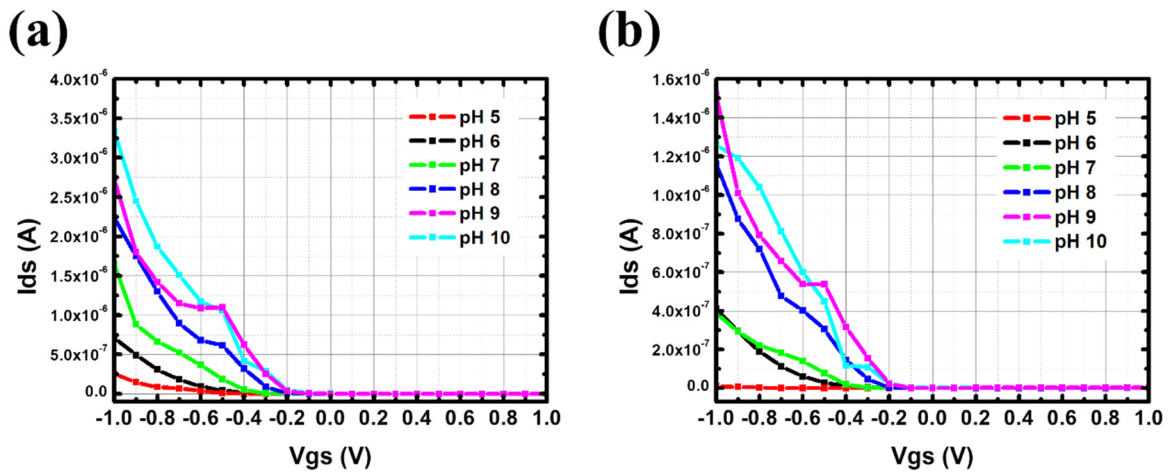 (a)
4.0x10⁻⁶
3.5x10⁻⁶
3.0x10⁻⁶
2.5x10⁻⁶
2.0x10⁻⁶
1.5x10⁻⁶
1.0x10⁻⁶
5.0x10⁻⁷
0.0
Ids (A)
pH 5
pH 6
pH 7
pH 8
pH 9
pH 10
-1.0 -0.8 -0.6 -0.4 -0.2 0.0 0.2 0.4 0.6 0.8 1.0
Vgs (V)
(b)
1.6x10⁻⁶
1.4x10⁻⁶
1.2x10⁻⁶
1.0x10⁻⁶
8.0x10⁻⁷
6.0x10⁻⁷
4.0x10⁻⁷
2.0x10⁻⁷
0.0
Ids (A)
pH 5
pH 6
pH 7
pH 8
pH 9
pH 10
-1.0 -0.8 -0.6 -0.4 -0.2 0.0 0.2 0.4 0.6 0.8 1.0
Vgs (V)